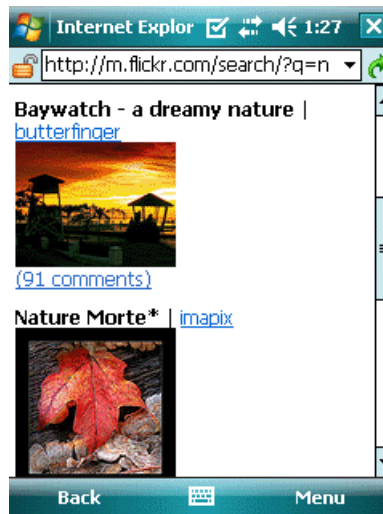 Internet Explor 1:27
http://m.flickr.com/search/?q=n
Baywatch - a dreamy nature |
butterfinger
(91 comments)
Nature Morte* | imapix
Back Menu